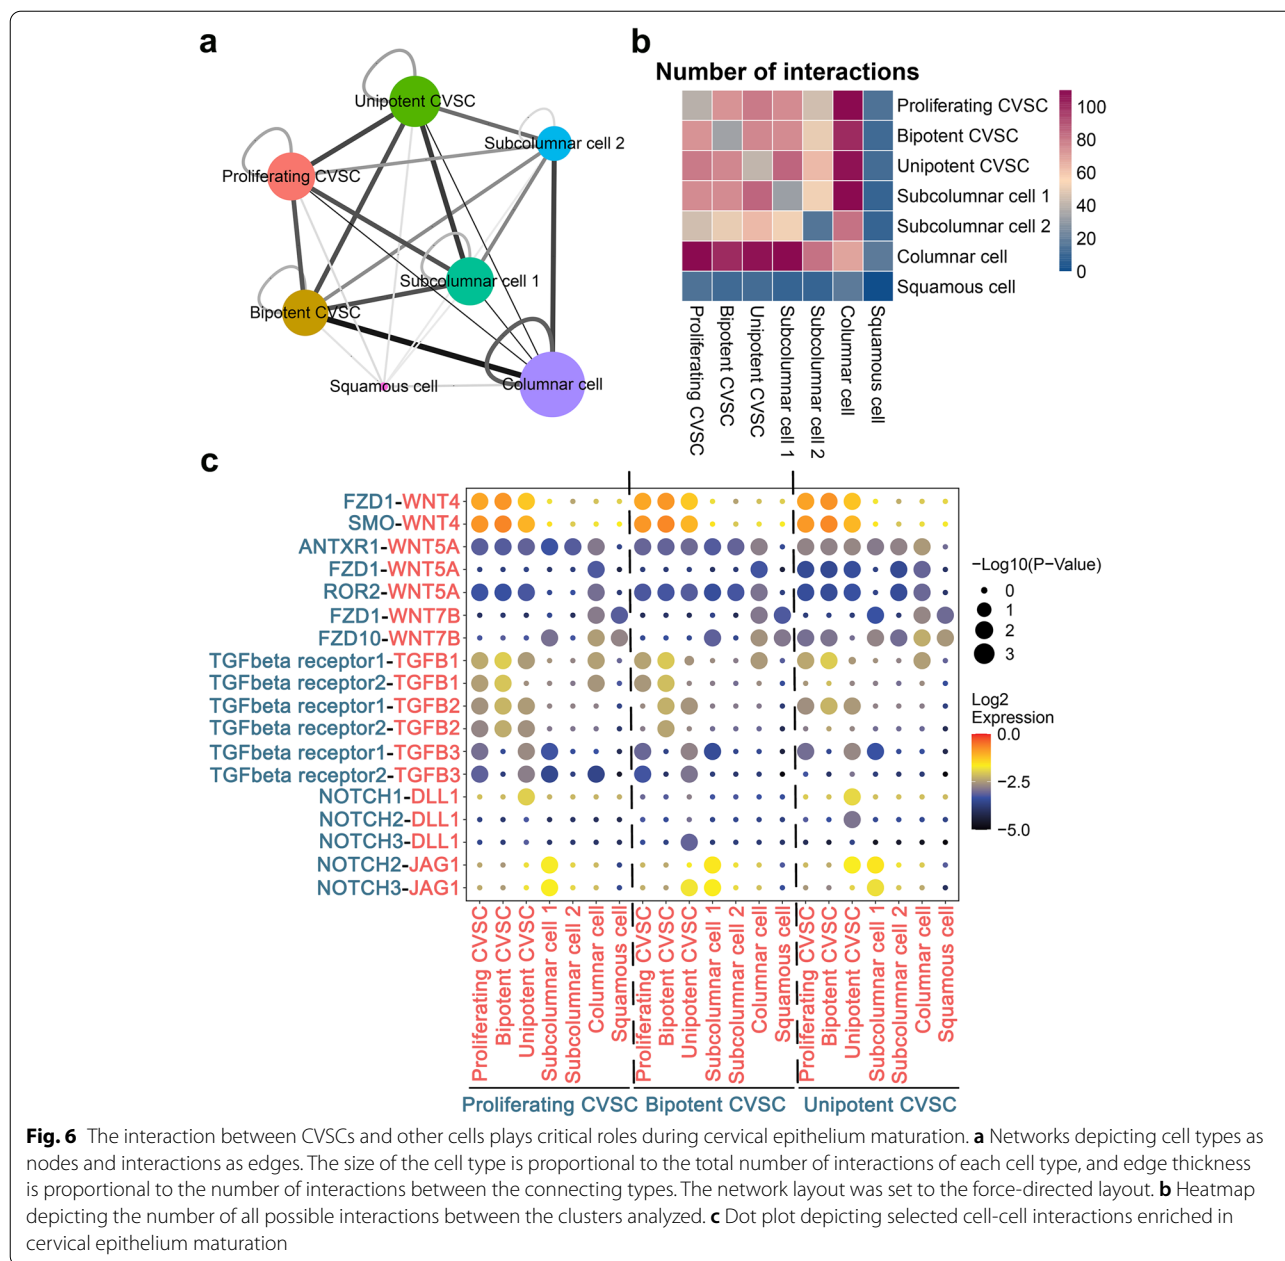 a
Unipotent CVSC
Subcolumnar cell 2
Proliferating CVSC
Subcolumnar cell 1
Bipotent CVSC
Squamous cell
Columnar cell
b
Number of interactions
Proliferating CVSC
Bipotent CVSC
Unipotent CVSC
Subcolumnar cell 1
Subcolumnar cell 2
Columnar cell
Squamous cell
100
80
60
40
20
0
Proliferating CVSC
Bipotent CVSC
Unipotent CVSC
Subcolumnar cell 1
Subcolumnar cell 2
Columnar cell
Squamous cell
c
FZD1-WNT4
SMO-WNT4
ANTXR1-WNT5A
FZD1-WNT5A
ROR2-WNT5A
FZD1-WNT7B
FZD10-WNT7B
TGFbeta receptor1-TGFB1
TGFbeta receptor2-TGFB1
TGFbeta receptor1-TGFB2
TGFbeta receptor2-TGFB2
TGFbeta receptor1-TGFB3
TGFbeta receptor2-TGFB3
NOTCH1-DLL1
NOTCH2-DLL1
NOTCH3-DLL1
NOTCH2-JAG1
NOTCH3-JAG1
−Log10(P−Value)
0
1
2
3
Log2
Expression
0.0
−2.5
−5.0
Proliferating CVSC
Bipotent CVSC
Unipotent CVSC
Subcolumnar cell 1
Subcolumnar cell 2
Columnar cell
Squamous cell
Proliferating CVSC
Bipotent CVSC
Unipotent CVSC
Subcolumnar cell 1
Subcolumnar cell 2
Columnar cell
Squamous cell
Proliferating CVSC
Bipotent CVSC
Unipotent CVSC
Subcolumnar cell 1
Subcolumnar cell 2
Columnar cell
Squamous cell
Proliferating CVSC
Bipotent CVSC
Unipotent CVSC
Fig. 6 The interaction between CVSCs and other cells plays critical roles during cervical epithelium maturation. a Networks depicting cell types as
nodes and interactions as edges. The size of the cell type is proportional to the total number of interactions of each cell type, and edge thickness
is proportional to the number of interactions between the connecting types. The network layout was set to the force-directed layout. b Heatmap
depicting the number of all possible interactions between the clusters analyzed. c Dot plot depicting selected cell-cell interactions enriched in
cervical epithelium maturation